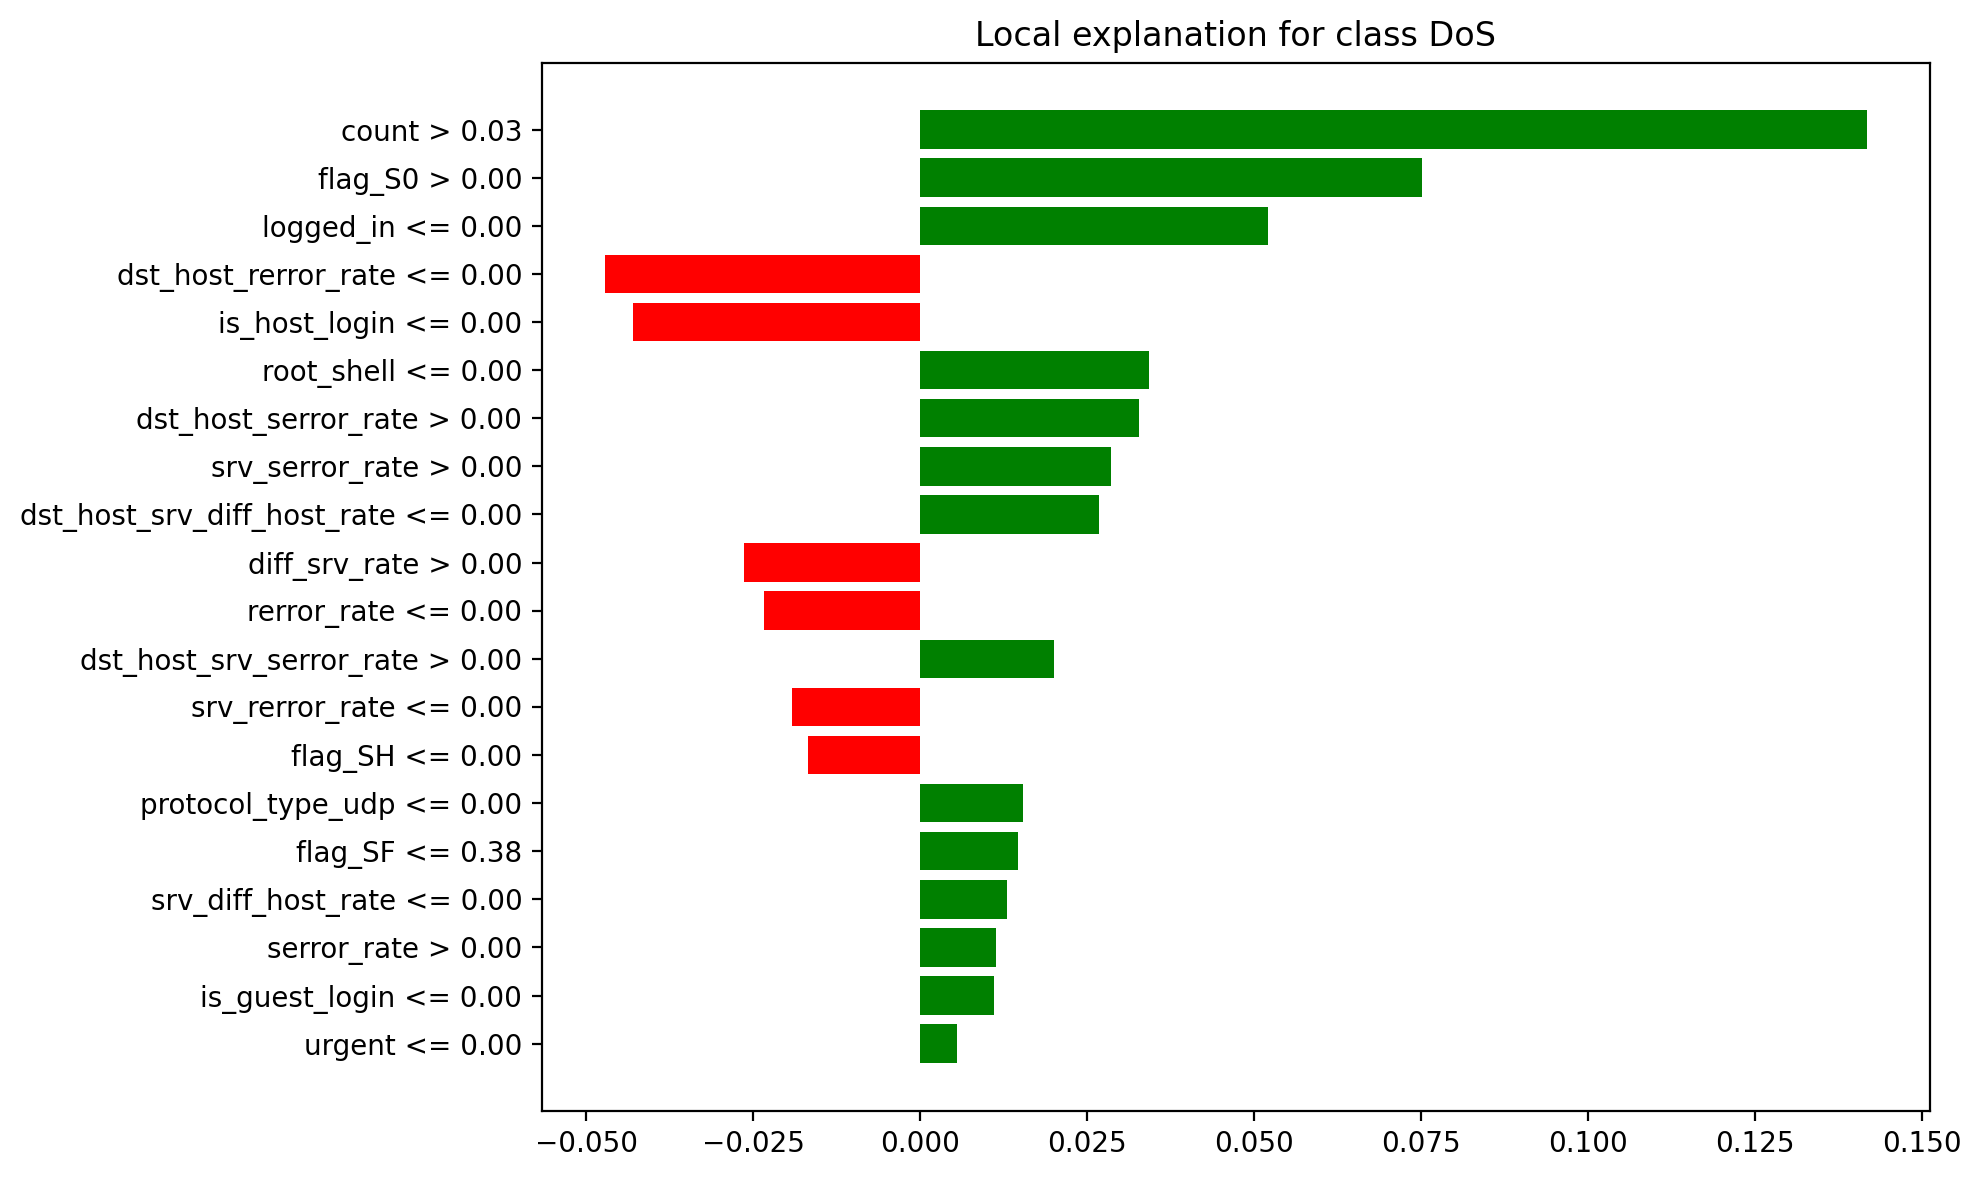 Local explanation for class DoS
count > 0.03
flag_S0 > 0.00
logged_in <= 0.00
dst_host_rerror_rate <= 0.00
is_host_login <= 0.00
root_shell <= 0.00
dst_host_serror_rate > 0.00
srv_serror_rate > 0.00
dst_host_srv_diff_host_rate <= 0.00
diff_srv_rate > 0.00
rerror_rate <= 0.00
dst_host_srv_serror_rate > 0.00
srv_rerror_rate <= 0.00
flag_SH <= 0.00
protocol_type_udp <= 0.00
flag_SF <= 0.38
srv_diff_host_rate <= 0.00
serror_rate > 0.00
is_guest_login <= 0.00
urgent <= 0.00
−0.050 −0.025 0.000 0.025 0.050 0.075 0.100 0.125 0.150